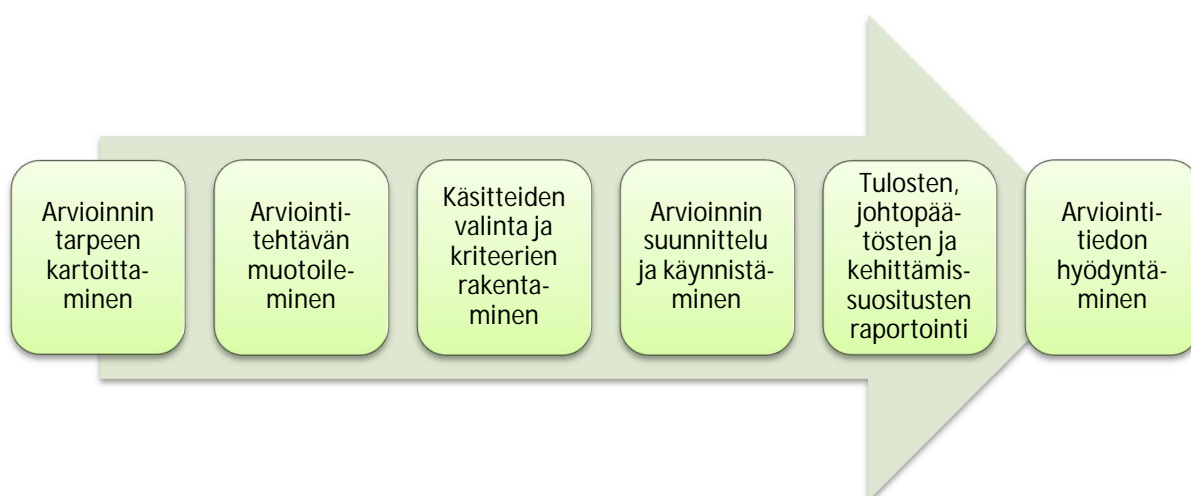 Arvioinnin
tarpeen
kartoitta-
minen
Arviointi-
tehtävän
muotoile-
minen
Käsitteiden
valinta ja
kriteerien
rakenta-
minen
Arvioinnin
suunnittelu
ja käynnistä-
minen
Tulosten,
johtopää-
tösten ja
kehittämis-
suositusten
raportointi
Arviointi-
tiedon
hyödyntä-
minen